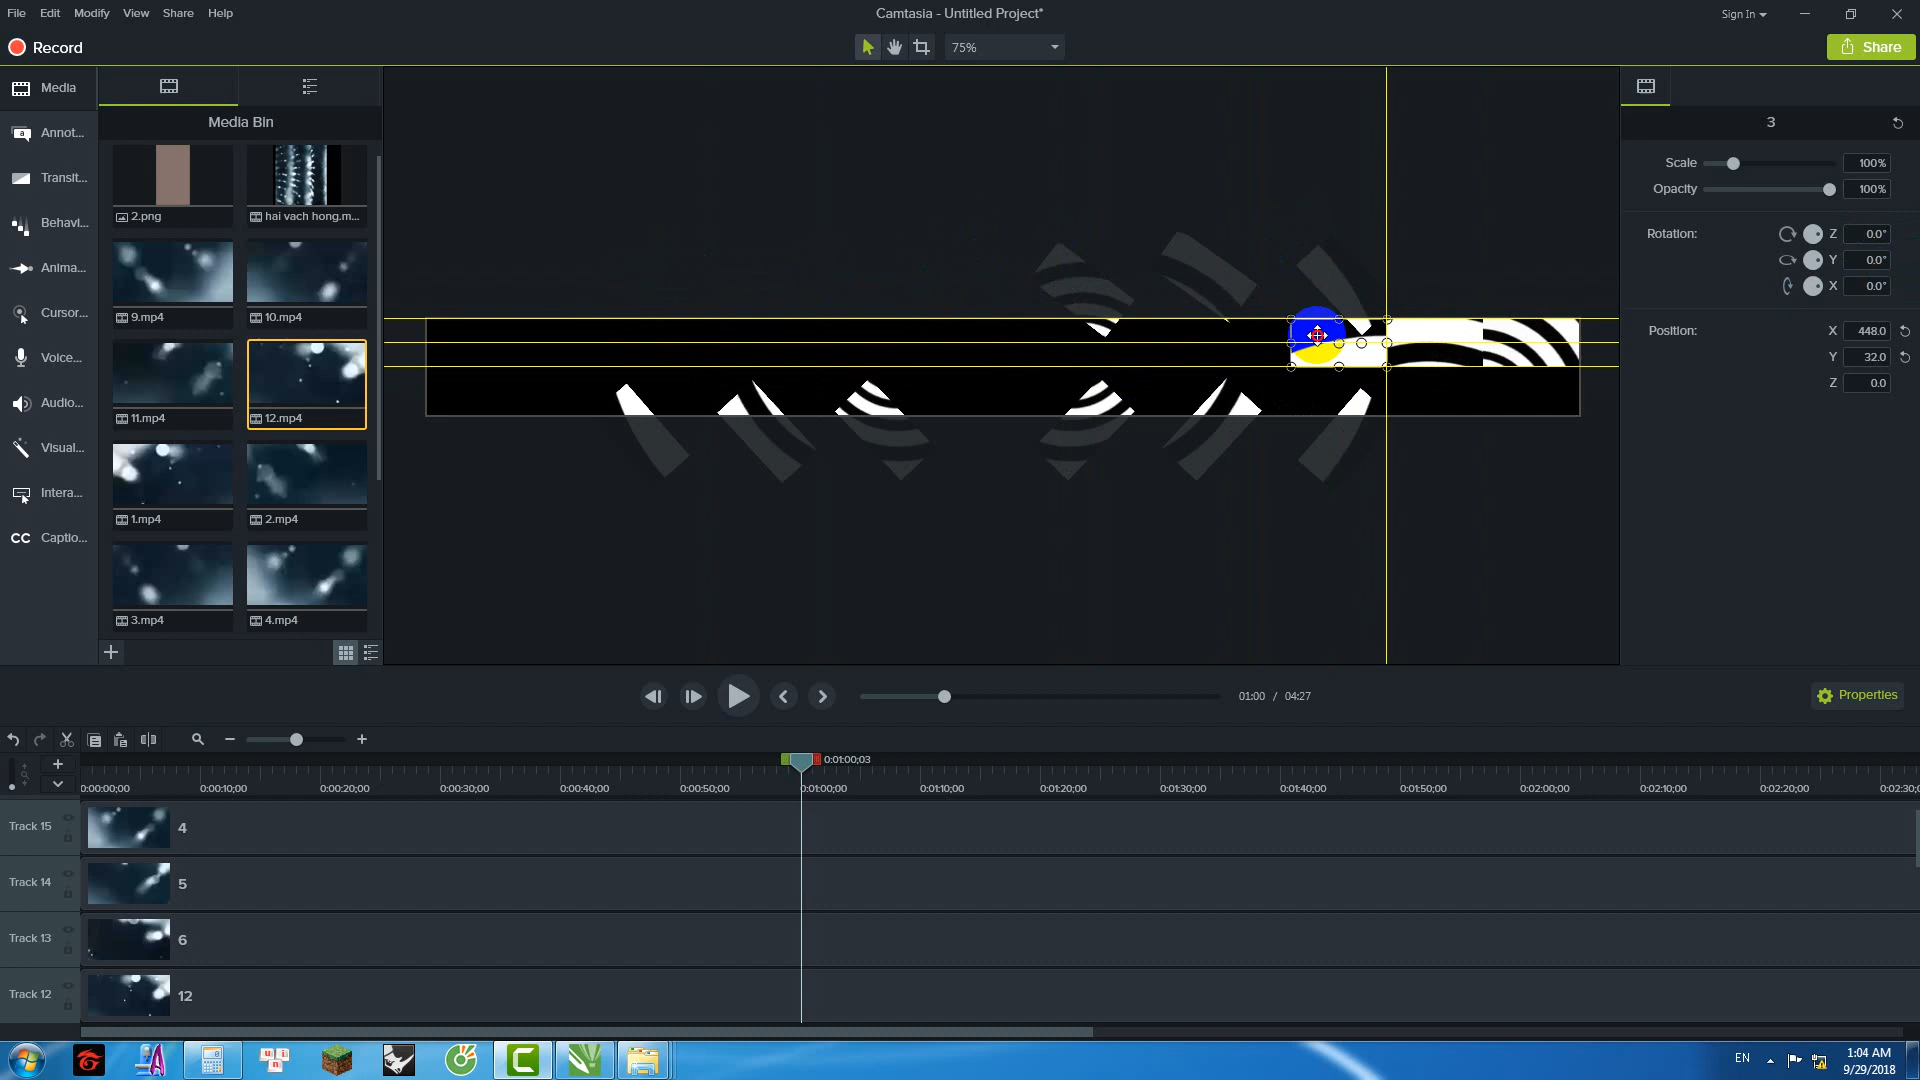 File Edit Modify View Share Help
Camtasia - Untitled Project*
Sign In
Record
75%
Share
Media
Annot...
Transit...
Behavi...
Anima...
Cursor...
Voice...
Audio...
Visual...
Intera...
CC Captio...
Media Bin
2.png
hai vach hong.m...
9.mp4
10.mp4
11.mp4
12.mp4
1.mp4
2.mp4
3.mp4
4.mp4
3
Scale 100%
Opacity 100%
Rotation: Z 0.0°
Y 0.0°
X 0.0°
Position: X 448.0
Y 32.0
Z 0.0
01:00 / 04:27
Properties
0:01:00;03
0:00:00;00 0:00:10;00 0:00:20;00 0:00:30;00 0:00:40;00 0:00:50;00 0:01:00;00 0:01:10;00 0:01:20;00 0:01:30;00 0:01:40;00 0:01:50;00 0:02:00;00 0:02:10;00 0:02:20;00 0:02:30;0
Track 15 4
Track 14 5
Track 13 6
Track 12 12
EN
1:04 AM
9/29/2018